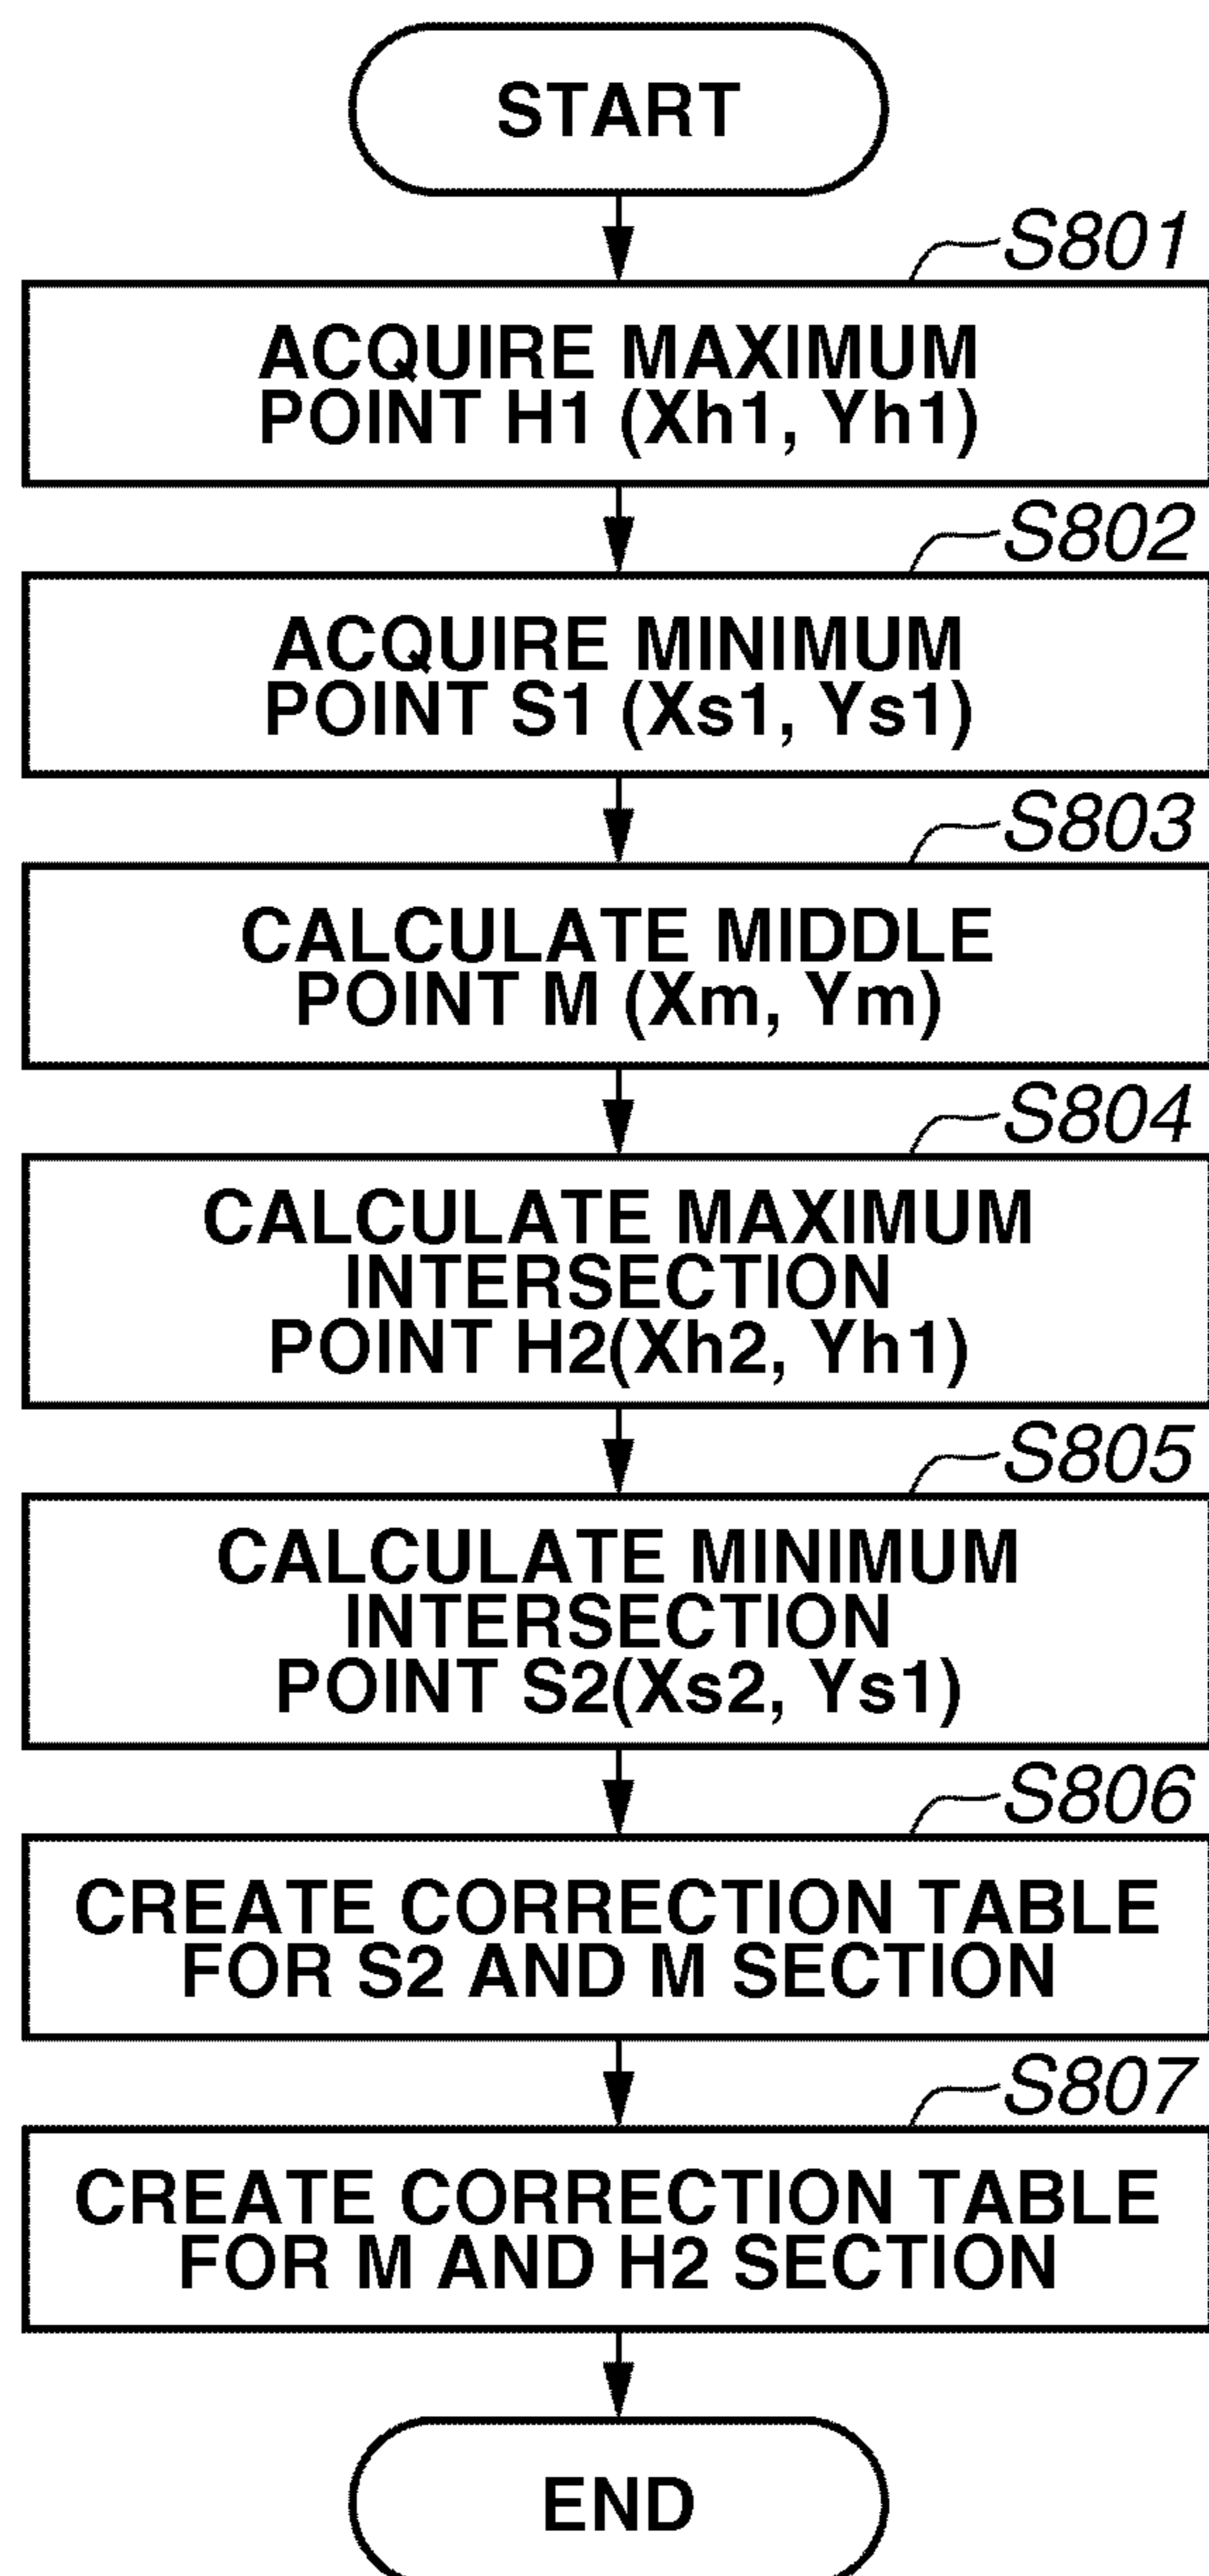 START
S801
ACQUIRE MAXIMUM
POINT H1 (Xh1, Yh1)
S802
ACQUIRE MINIMUM
POINT S1 (Xs1, Ys1)
S803
CALCULATE MIDDLE
POINT M (Xm, Ym)
S804
CALCULATE MAXIMUM
INTERSECTION
POINT H2(Xh2, Yh1)
S805
CALCULATE MINIMUM
INTERSECTION
POINT S2(Xs2, Ys1)
S806
CREATE CORRECTION TABLE
FOR S2 AND M SECTION
S807
CREATE CORRECTION TABLE
FOR M AND H2 SECTION
END